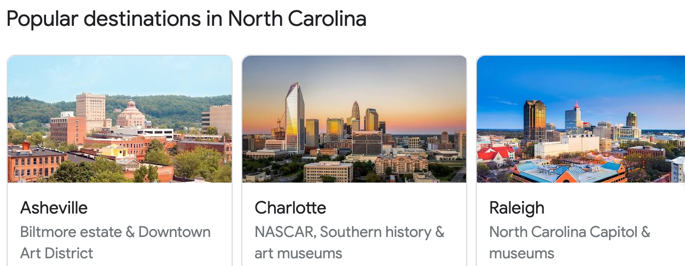 Popular destinations in North Carolina
Asheville
Biltmore estate & Downtown
Art District
Charlotte
NASCAR, Southern history &
art museums
Raleigh
North Carolina Capitol &
museums